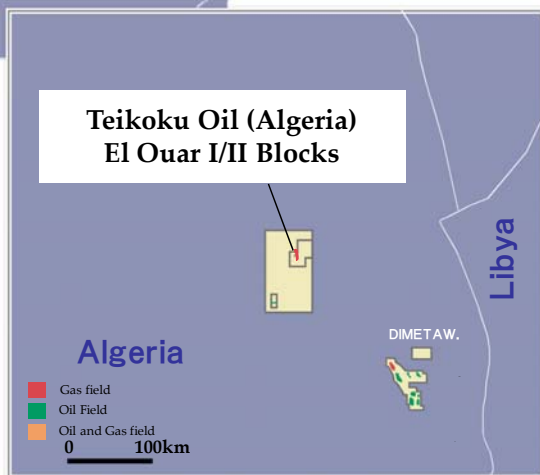 Teikoku Oil (Algeria)
El Ouar I/II Blocks
Libya
DIMETAW.
Algeria
Gas field
Oil Field
Oil and Gas field
0 100km